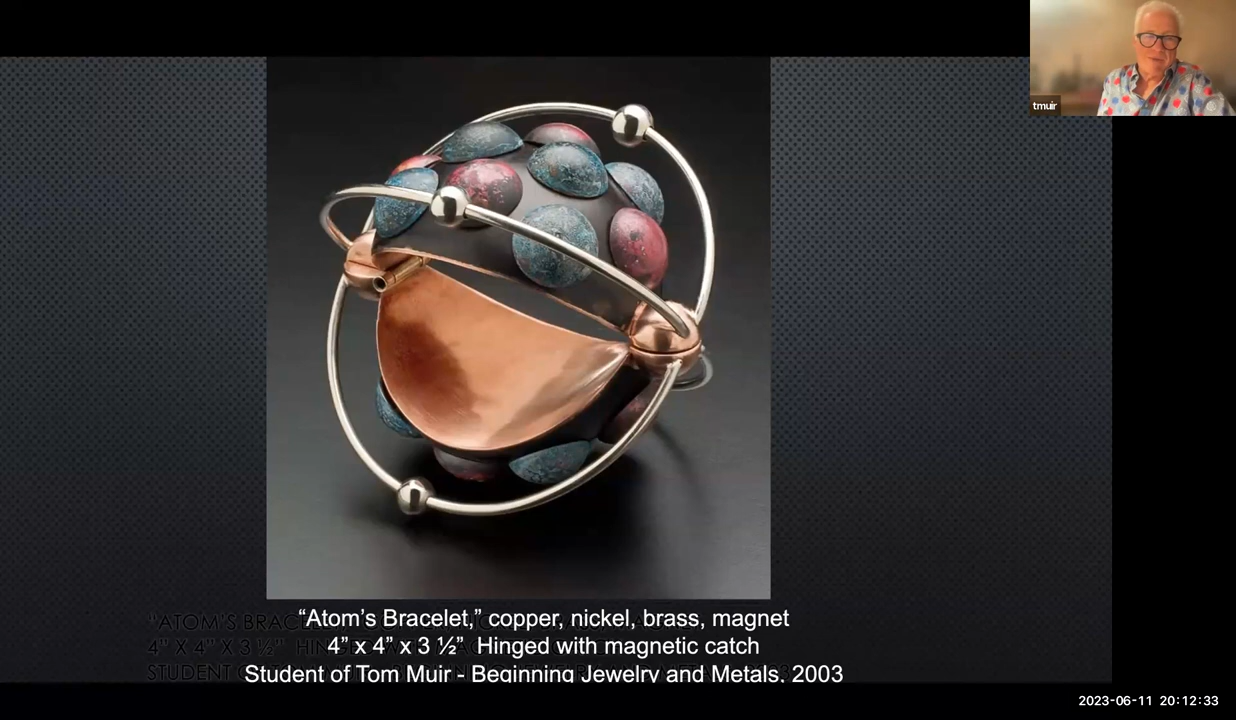 tmuir
“Atom’s Bracelet,” copper, nickel, brass, magnet
4” x 4” x 3 ½” Hinged with magnetic catch
Student of Tom Muir - Beginning Jewelry and Metals, 2003
2023-06-11 20:12:33